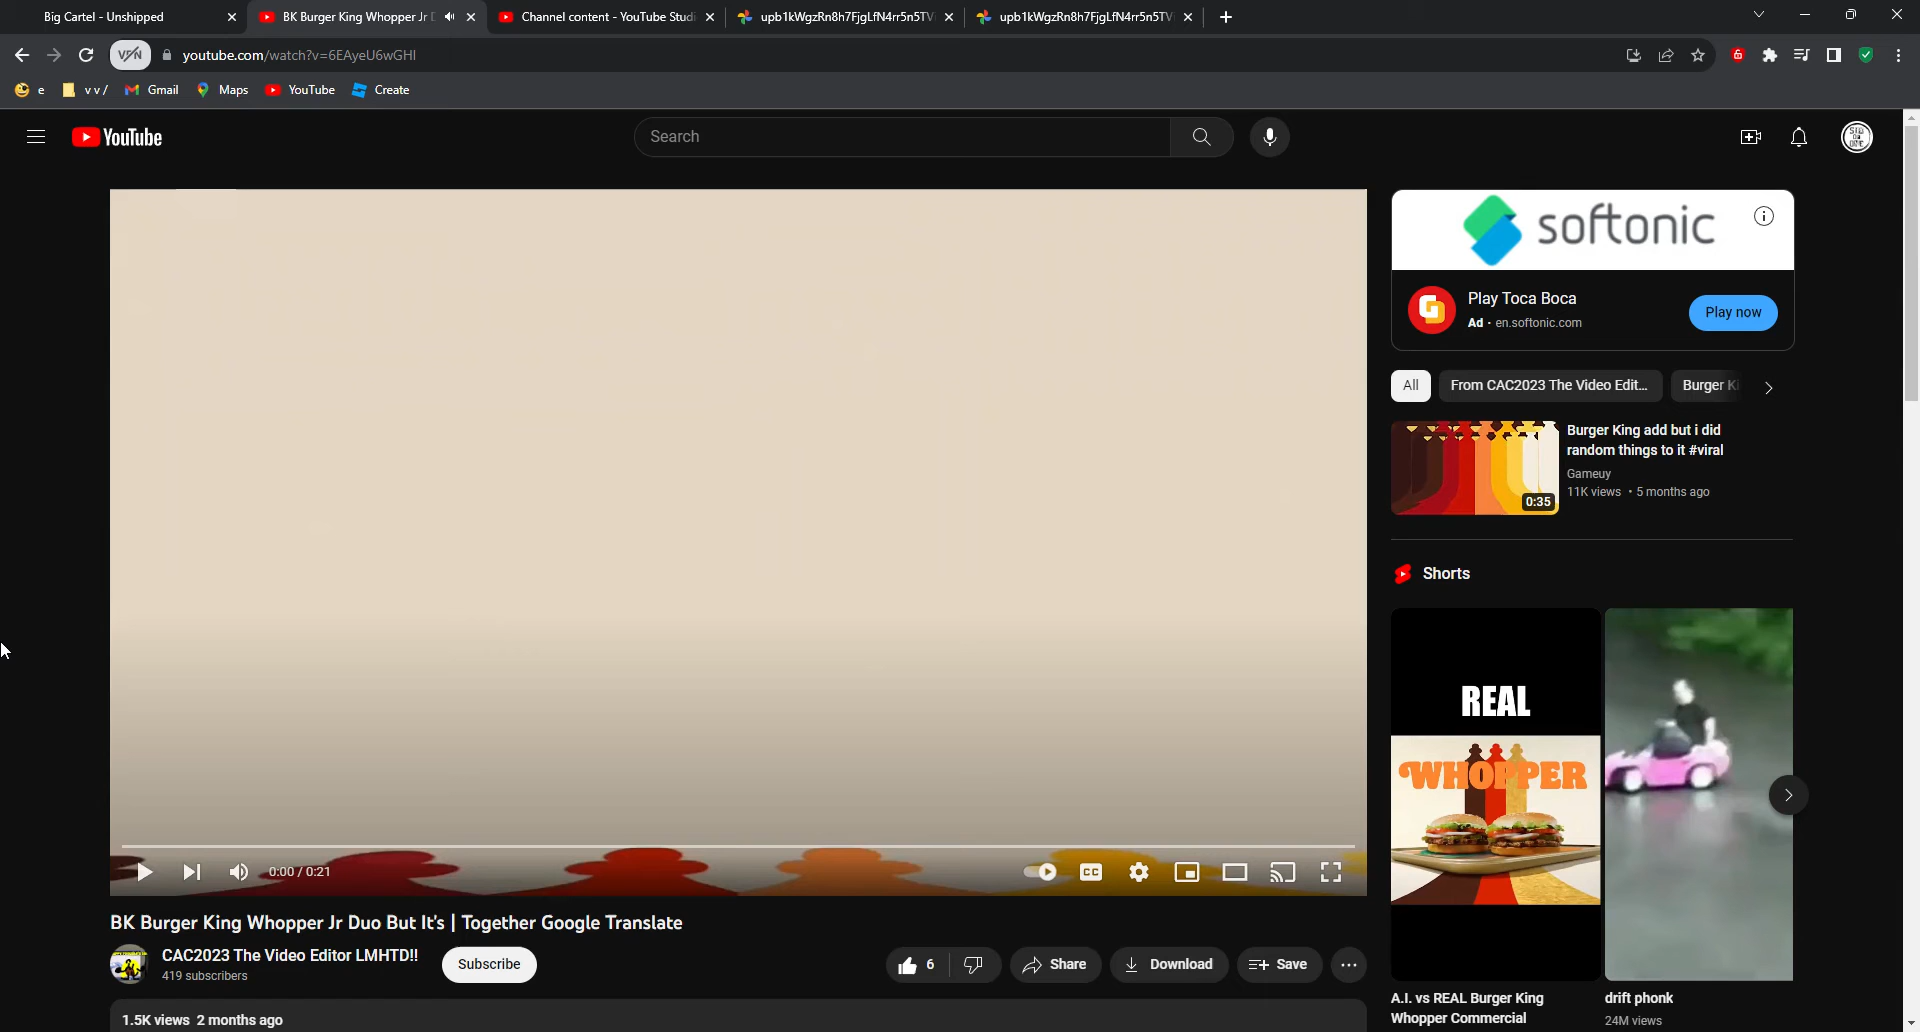 Big Cartel - Unshipped
BK Burger King Whopper Jr D
Channel content - YouTube Studi
upb1kWgzRn8h7FjgLfN4rr5n5TV
upb1kWgzRn8h7FjgLfN4rr5n5TV
VPN
youtube.com/watch?v=6EAyeU6wGHI
e
v v /
Gmail
Maps
YouTube
Create
YouTube
Search
softonic
Play Toca Boca
Ad · en.softonic.com
Play now
All
From CAC2023 The Video Edit...
Burger Ki
Burger King add but i did
random things to it #viral
Gameuy
11K views • 5 months ago
0:35
Shorts
REAL
WHOPPER
A.I. vs REAL Burger King
Whopper Commercial
drift phonk
24M views
0:00 / 0:21
CC
BK Burger King Whopper Jr Duo But It's | Together Google Translate
CAC2023 The Video Editor LMHTD!!
419 subscribers
Subscribe
6
Share
Download
Save
1.5K views 2 months ago